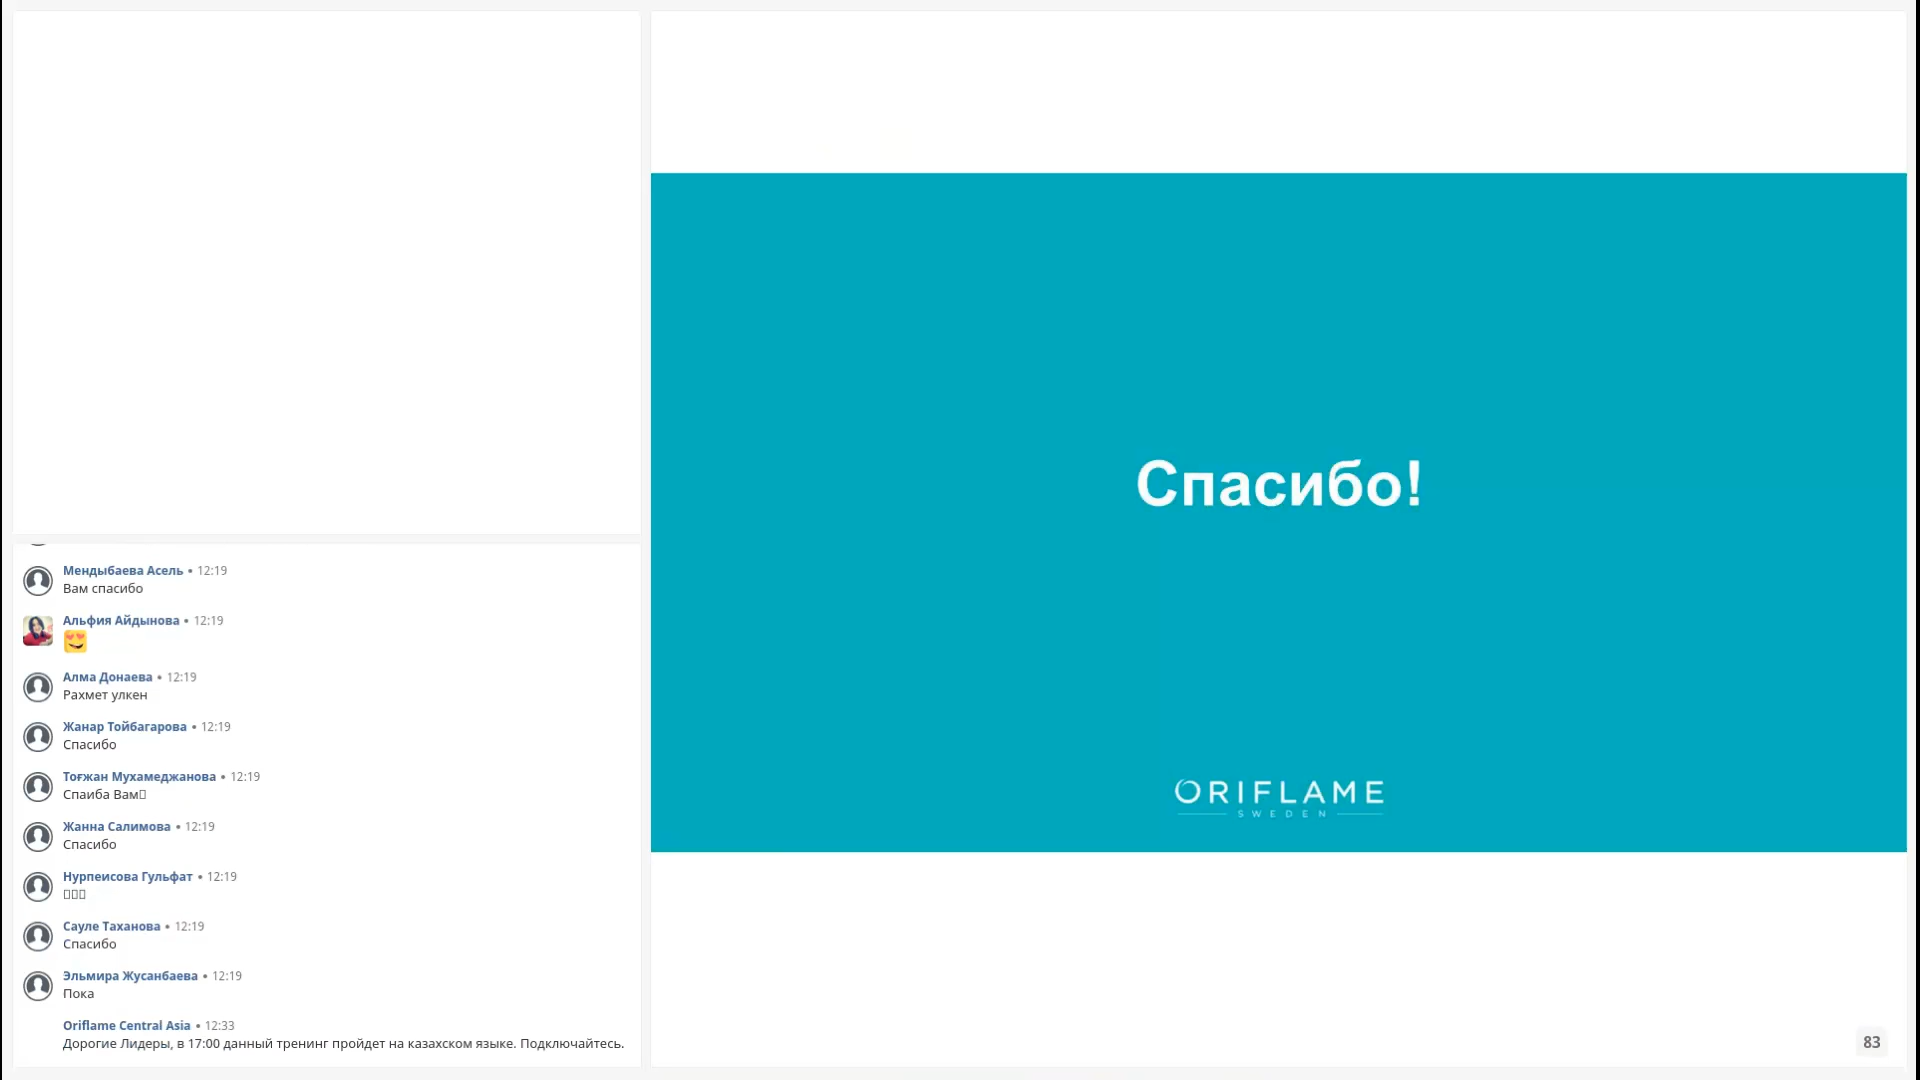 Мендыбаева Асель • 12:19
Вам спасибо
Альфия Айдынова • 12:19
Алма Донаева • 12:19
Рахмет улкен
Жанар Тойбагарова • 12:19
Спасибо
Тоғжан Мухамеджанова • 12:19
Спаиба Вам
Жанна Салимова • 12:19
Спасибо
Нурпеисова Гульфат • 12:19
Сауле Таханова • 12:19
Спасибо
Эльмира Жусанбаева • 12:19
Пока
Oriflame Central Asia • 12:33
Дорогие Лидеры, в 17:00 данный тренинг пройдет на казахском языке. Подключайтесь.
Спасибо!
ORIFLAME
SWEDEN
83